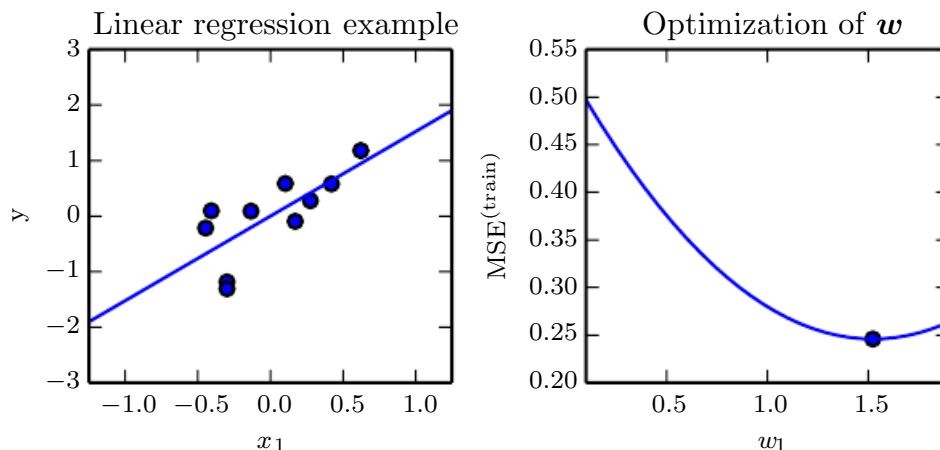 Linear regression example
3
2
1
0
−1
−2
−3
y
−1.0 −0.5 0.0 0.5 1.0
x1
Optimization of w
0.55
0.50
0.45
0.40
0.35
0.30
0.25
0.20
MSE(train)
0.5 1.0 1.5
w1